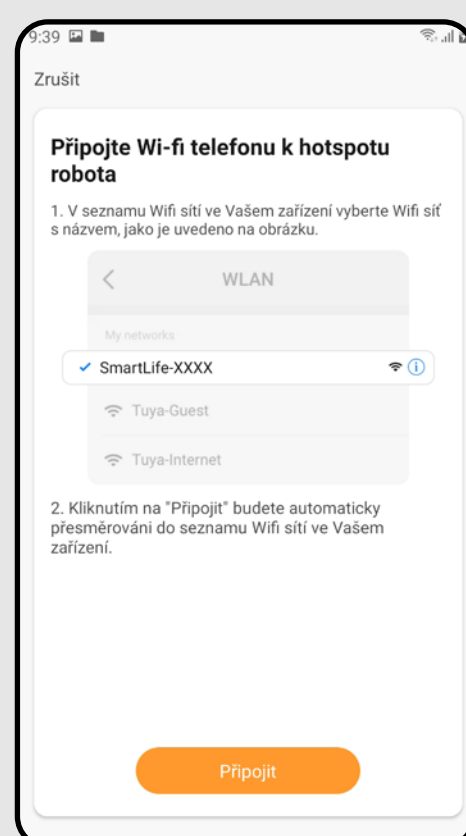 9:39
Zrušit
Připojte Wi-fi telefonu k hotspotu
robota
1. V seznamu Wifi sítí ve Vašem zařízení vyberte Wifi síť
s názvem, jako je uvedeno na obrázku.
WLAN
My networks
SmartLife-XXXX
Tuya-Guest
Tuya-Internet
2. Kliknutím na "Připojit" budete automaticky
přesměrováni do seznamu Wifi sítí ve Vašem
zařízení.
Připojit